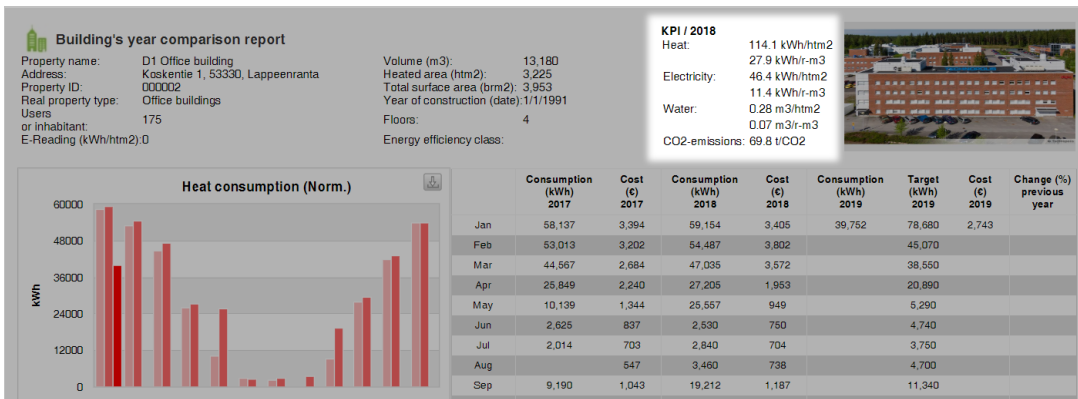 Building's year comparison report
Property name: D1 Office building
Address: Koskentie 1, 53330, Lappeenranta
Property ID: 000002
Real property type: Office buildings
Users
or inhabitant: 175
E-Reading (kWh/htm2):0
Volume (m3): 13,180
Heated area (htm2): 3,225
Total surface area (brm2): 3,953
Year of construction (date):1/1/1991
Floors: 4
Energy efficiency class:
KPI / 2018
Heat: 114.1 kWh/htm2
27.9 kWh/r-m3
Electricity: 46.4 kWh/htm2
11.4 kWh/r-m3
Water: 0.28 m3/htm2
0.07 m3/r-m3
CO2-emissions: 69.8 t/CO2
Heat consumption (Norm.)
kWh
60000
48000
36000
24000
12000
0
Consumption (kWh) 2017 Cost (€) 2017 Consumption (kWh) 2018 Cost (€) 2018 Consumption (kWh) 2019 Target (kWh) 2019 Cost (€) 2019 Change (%) previous year
Jan 58,137 3,394 59,154 3,405 39,752 78,680 2,743
Feb 53,013 3,202 54,487 3,802 45,070
Mar 44,567 2,684 47,035 3,572 38,550
Apr 25,849 2,240 27,205 1,953 20,890
May 10,139 1,344 25,557 949 5,290
Jun 2,625 837 2,530 750 4,740
Jul 2,014 703 2,840 704 3,750
Aug 547 3,460 738 4,700
Sep 9,190 1,043 19,212 1,187 11,340